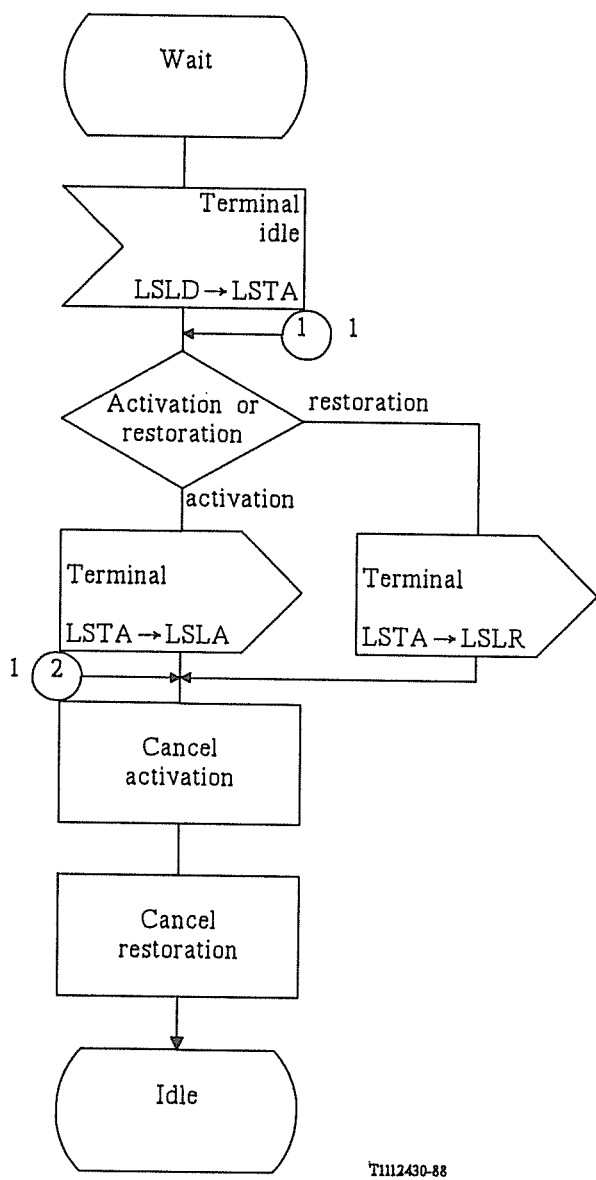 Wait
Terminal
idle
LSLD → LSTA
1 1
Activation or
restoration
restoration
activation
Terminal
LSTA → LSLA
Terminal
LSTA → LSLR
1 2
Cancel
activation
Cancel
restoration
Idle
T1112430-88